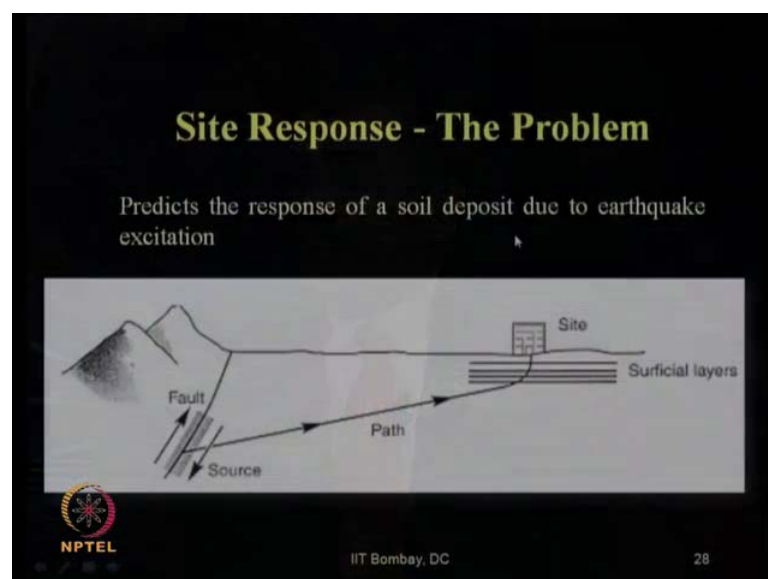 Site Response - The Problem
Predicts the response of a soil deposit due to earthquake
excitation
Site
Surficial layers
Fault
Path
Source
NPTEL
IIT Bombay, DC
28